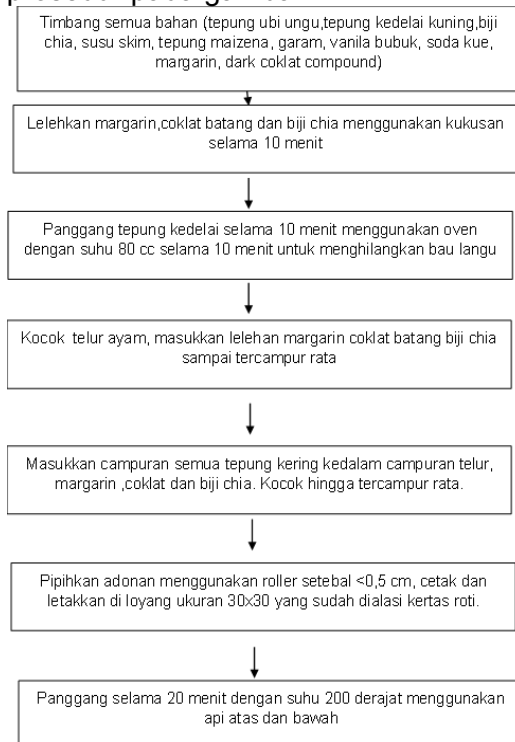 Timbang semua bahan (tepung ubi ungu,tepung kedelai kuning,biji
chia, susu skim, tepung maizena, garam, vanila bubuk, soda kue,
margarin, dark coklat compound)
Lelehkan margarin,coklat batang dan biji chia menggunakan kukusan
selama 10 menit
Panggang tepung kedelai selama 10 menit menggunakan oven
dengan suhu 80 cc selama 10 menit untuk menghilangkan bau langu
Kocok telur ayam, masukkan lelehan margarin coklat batang biji chia
sampai tercampur rata
Masukkan campuran semua tepung kering kedalam campuran telur,
margarin ,coklat dan biji chia. Kocok hingga tercampur rata.
Pipihkan adonan menggunakan roller setebal <0,5 cm, cetak dan
letakkan di loyang ukuran 30x30 yang sudah dialasi kertas roti.
Panggang selama 20 menit dengan suhu 200 derajat menggunakan
api atas dan bawah